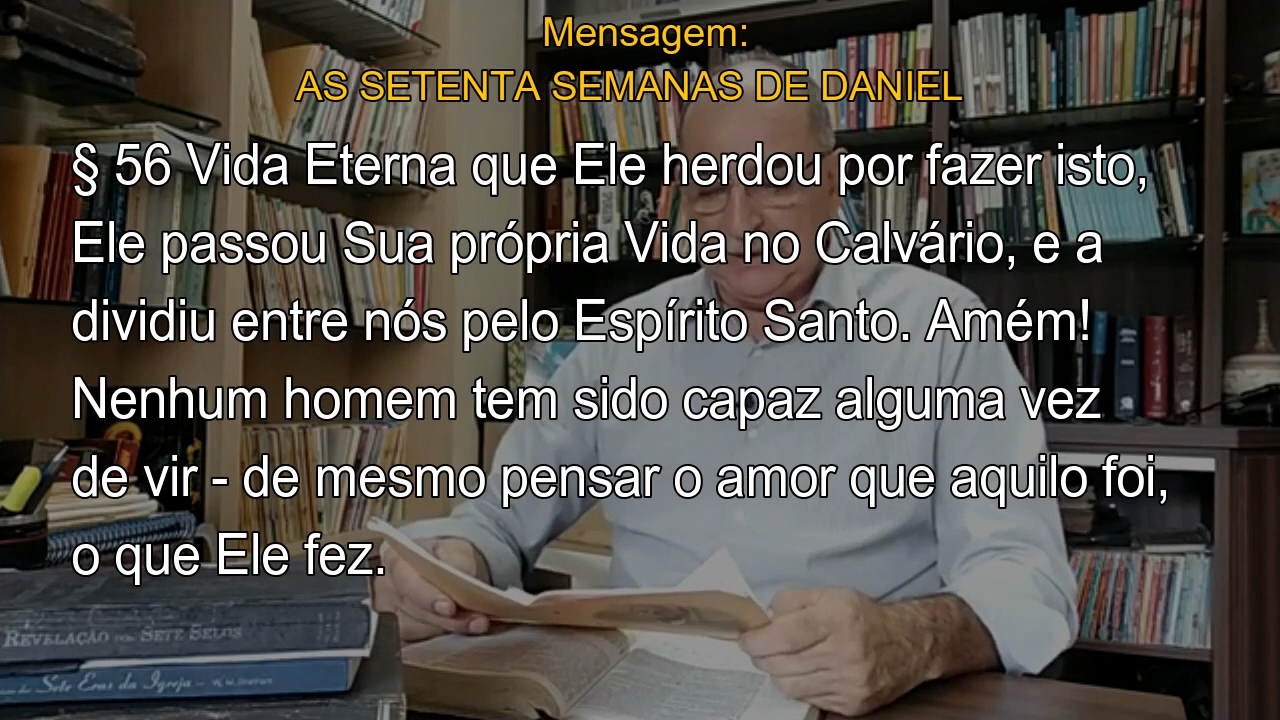 Mensagem:
AS SETENTA SEMANAS DE DANIEL
§ 56 Vida Eterna que Ele herdou por fazer isto,
Ele passou Sua própria Vida no Calvário, e a
dividiu entre nós pelo Espírito Santo. Amém!
Nenhum homem tem sido capaz alguma vez
de vir - de mesmo pensar o amor que aquilo foi,
o que Ele fez.
REVELAÇÃO DOS SETE SELOS
Sete Eras da Igreja